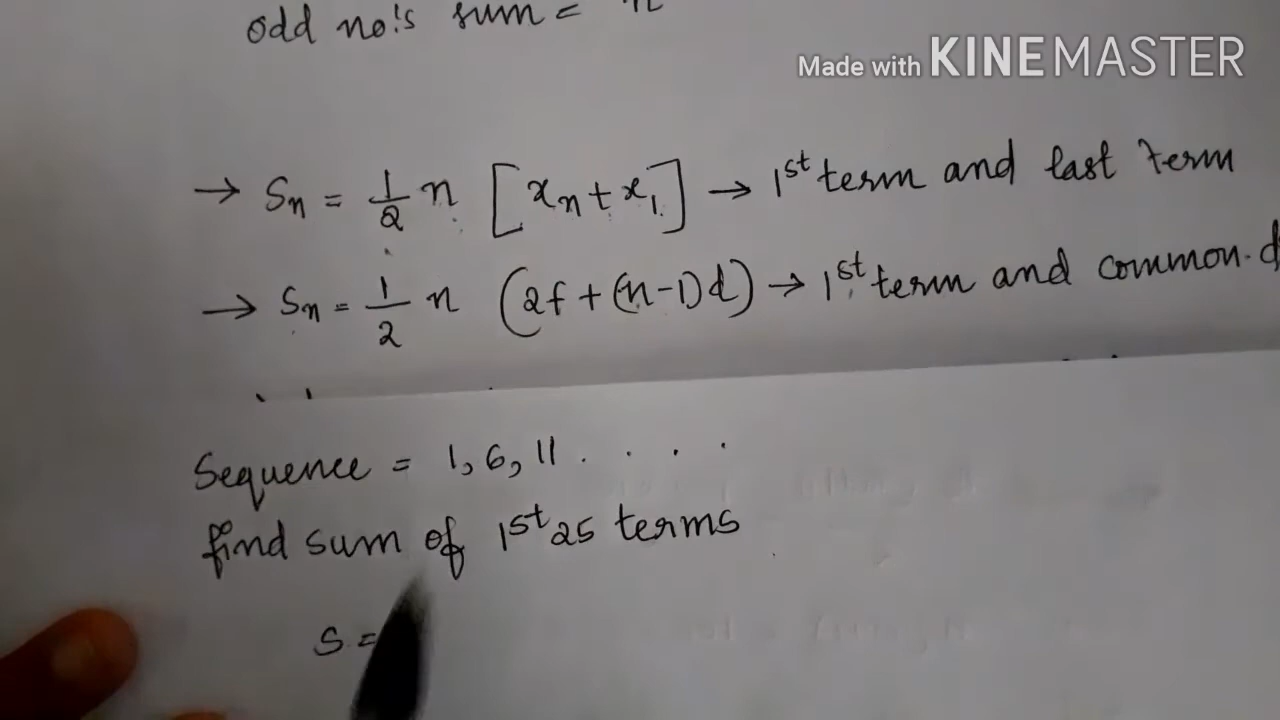 odd no!s sum = n
Made with KINEMASTER
→ Sn = 1/2 n [xn + x1] → 1st term and last term
→ Sn = 1/2 n (2f + (n-1)d) → 1st term and common.d
Sequence = 1, 6, 11 . . . .
find sum of 1st 25 terms
S =